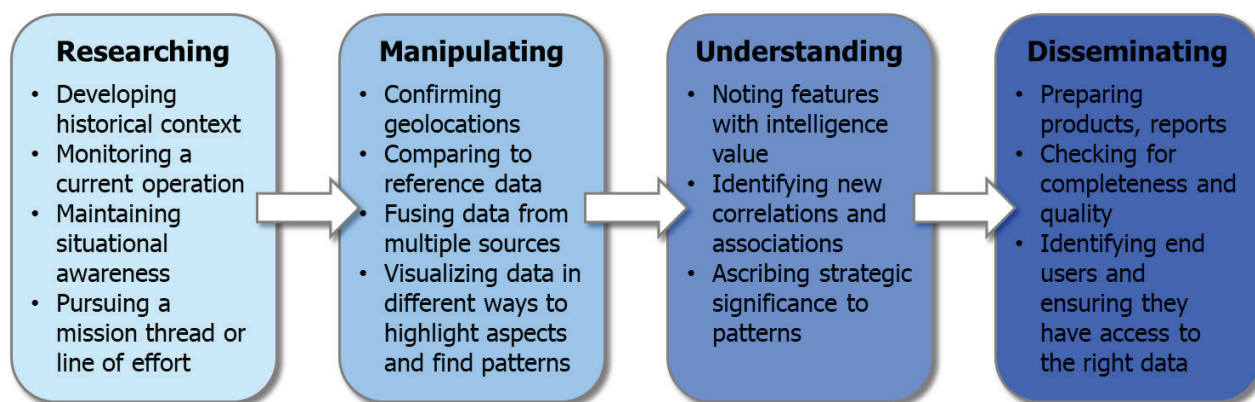 Researching
• Developing
historical context
• Monitoring a
current operation
• Maintaining
situational
awareness
• Pursuing a
mission thread or
line of effort
Manipulating
• Confirming
geolocations
• Comparing to
reference data
• Fusing data from
multiple sources
• Visualizing data in
different ways to
highlight aspects
and find patterns
Understanding
• Noting features
with intelligence
value
• Identifying new
correlations and
associations
• Ascribing strategic
significance to
patterns
Disseminating
• Preparing
products, reports
• Checking for
completeness and
quality
• Identifying end
users and
ensuring they
have access to
the right data